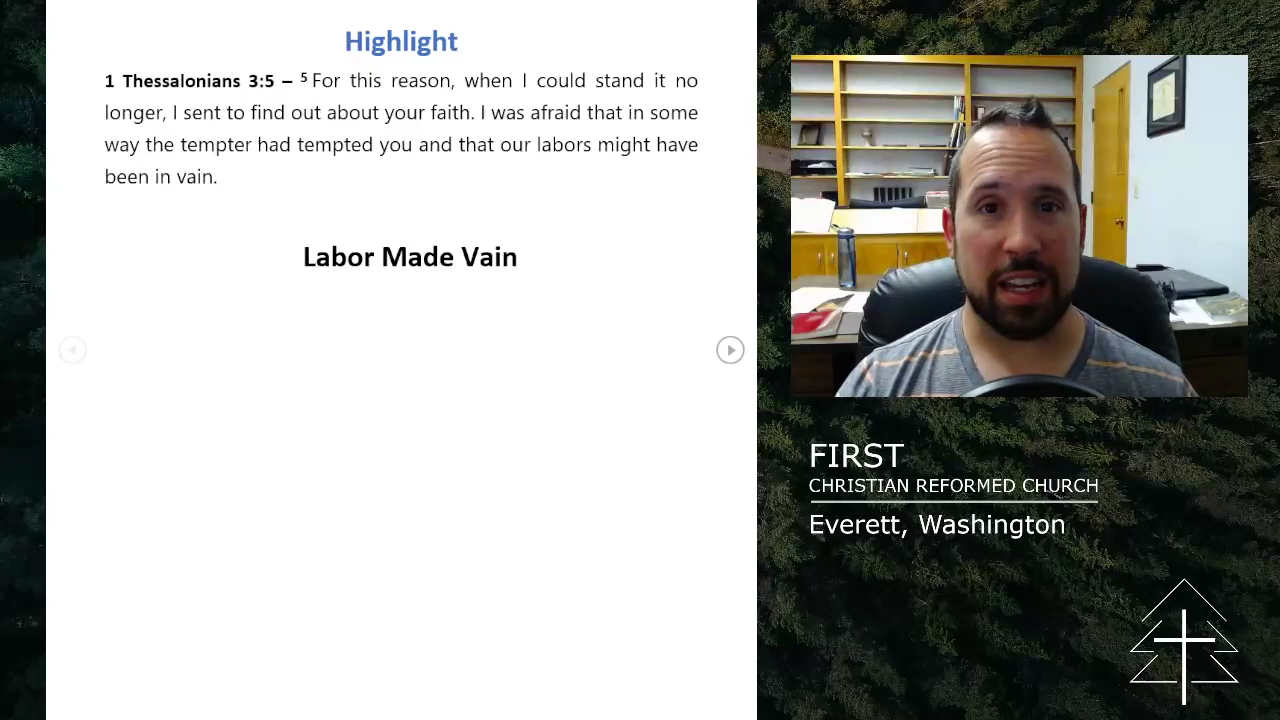 Highlight
1 Thessalonians 3:5 – ⁵ For this reason, when I could stand it no
longer, I sent to find out about your faith. I was afraid that in some
way the tempter had tempted you and that our labors might have
been in vain.
Labor Made Vain
FIRST
CHRISTIAN REFORMED CHURCH
Everett, Washington